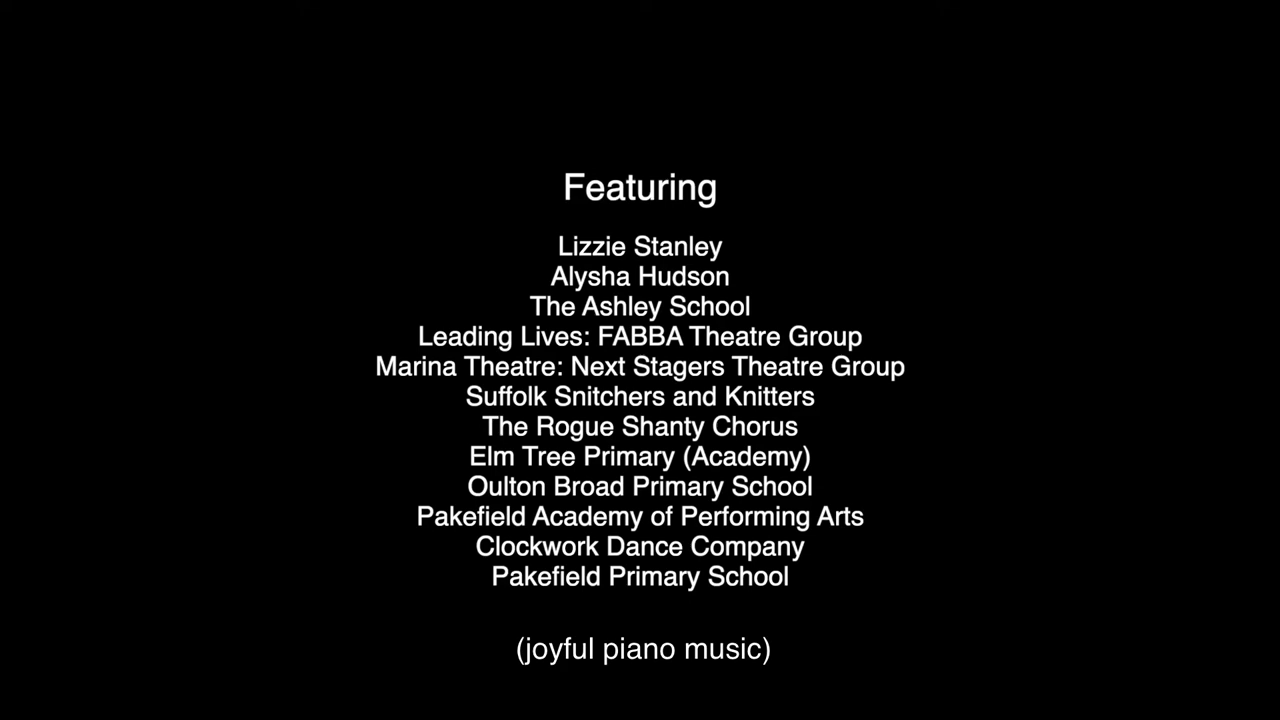 Featuring
Lizzie Stanley
Alysha Hudson
The Ashley School
Leading Lives: FABBA Theatre Group
Marina Theatre: Next Stagers Theatre Group
Suffolk Snitchers and Knitters
The Rogue Shanty Chorus
Elm Tree Primary (Academy)
Oulton Broad Primary School
Pakefield Academy of Performing Arts
Clockwork Dance Company
Pakefield Primary School
(joyful piano music)